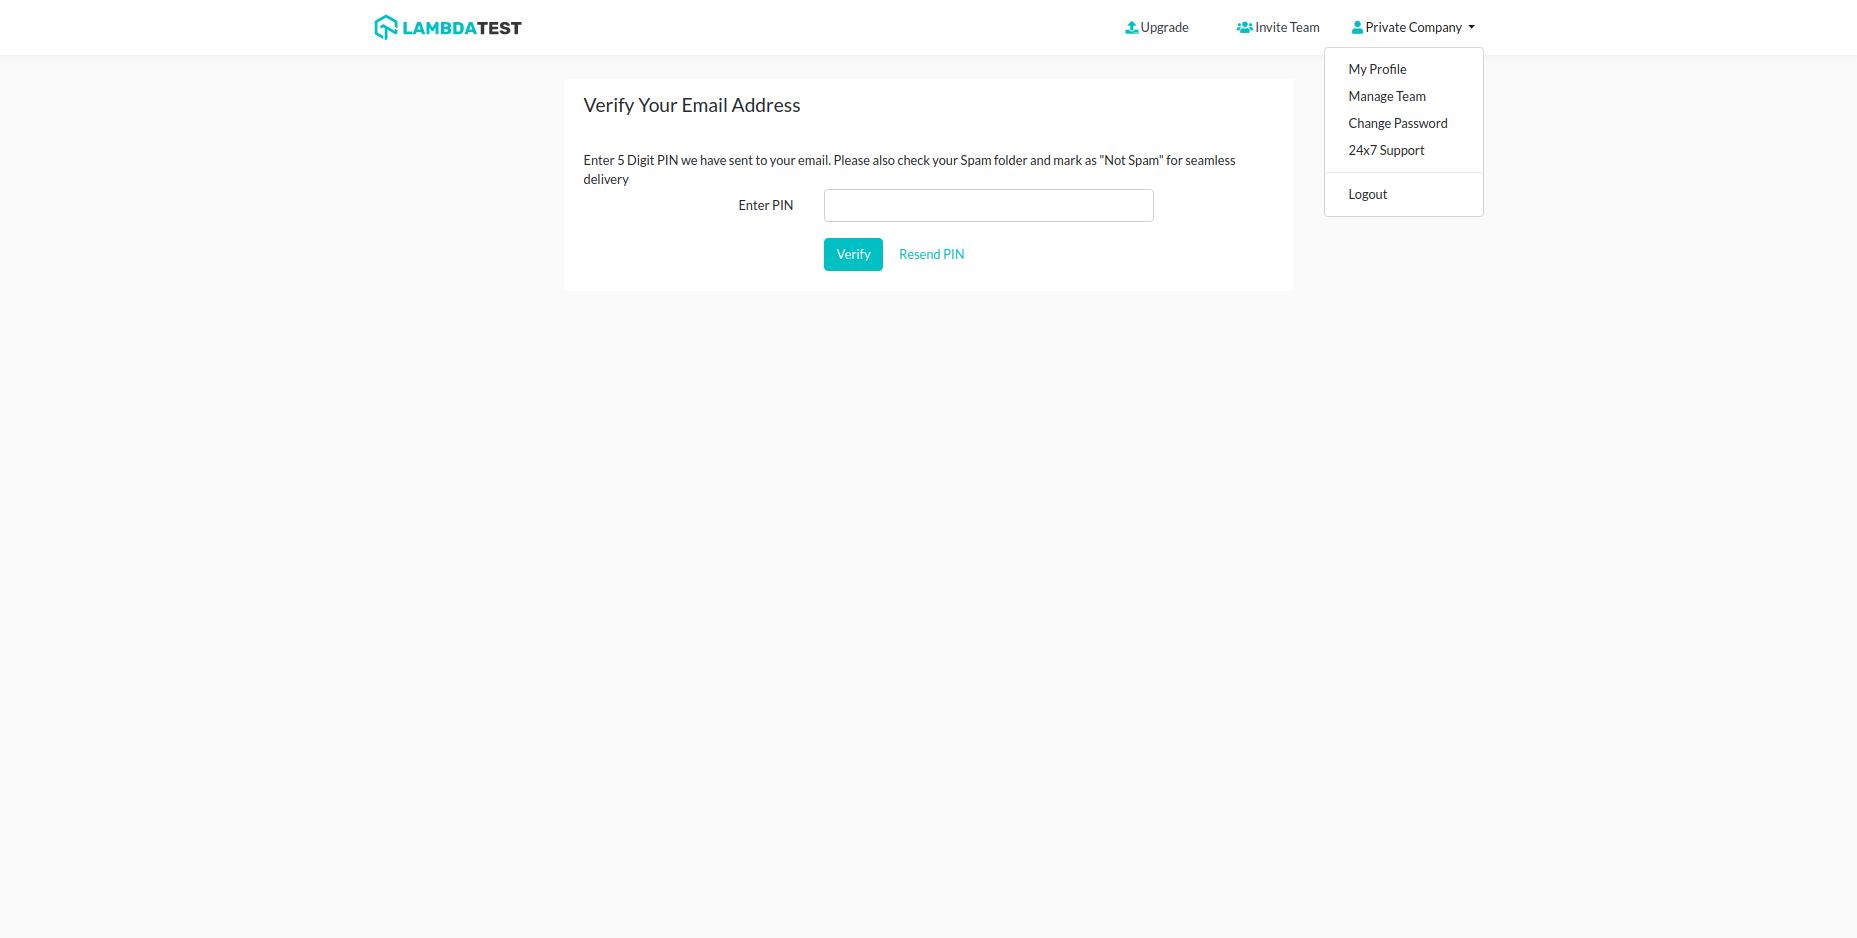 LAMBDATEST
Upgrade
Invite Team
Private Company
My Profile
Manage Team
Change Password
24x7 Support
Logout
Verify Your Email Address
Enter 5 Digit PIN we have sent to your email. Please also check your Spam folder and mark as "Not Spam" for seamless
delivery
Enter PIN
Verify
Resend PIN